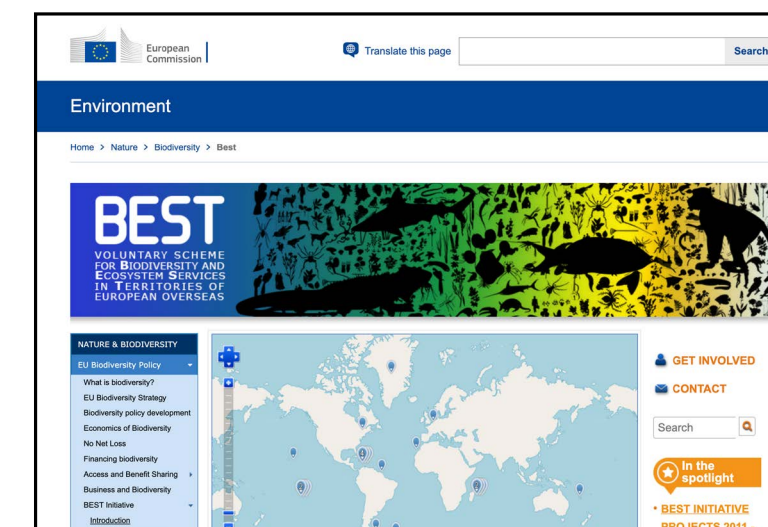 European
Commission
Translate this page
Search
Environment
Home > Nature > Biodiversity > Best
BEST
VOLUNTARY SCHEME
FOR BIODIVERSITY AND
ECOSYSTEM SERVICES
IN TERRITORIES OF
EUROPEAN OVERSEAS
NATURE & BIODIVERSITY
EU Biodiversity Policy
What is biodiversity?
EU Biodiversity Strategy
Biodiversity policy development
Economics of Biodiversity
No Net Loss
Financing biodiversity
Access and Benefit Sharing
Business and Biodiversity
BEST Initiative
Introduction
GET INVOLVED
CONTACT
Search
In the
spotlight
BEST INITIATIVE
PROJECTS 2011 -